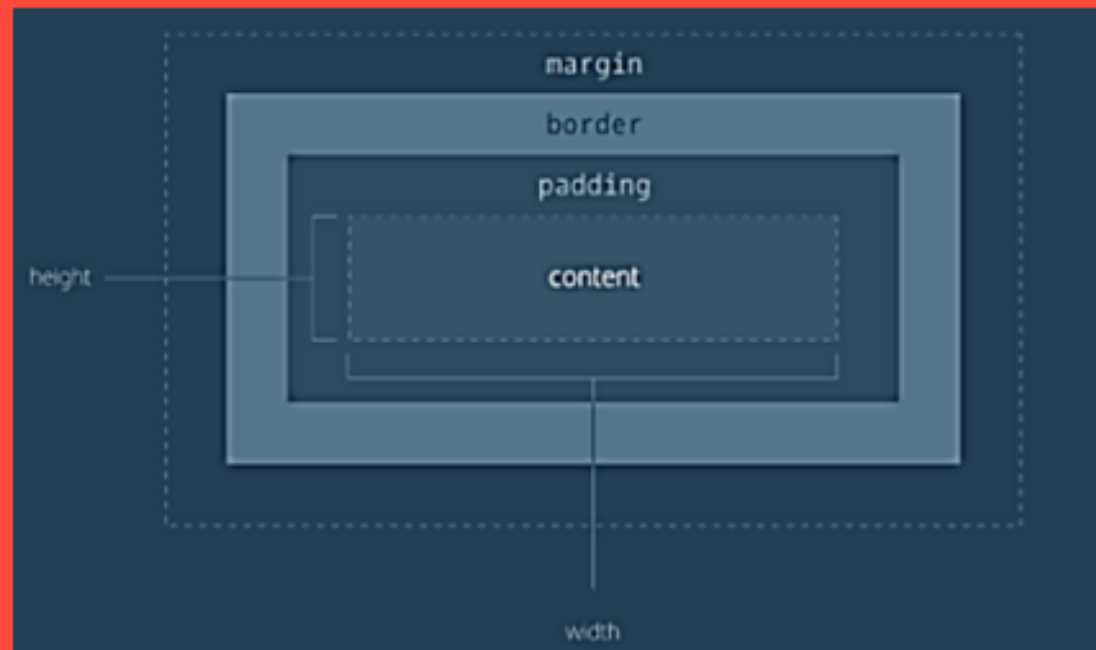 margin
border
padding
height
content
width